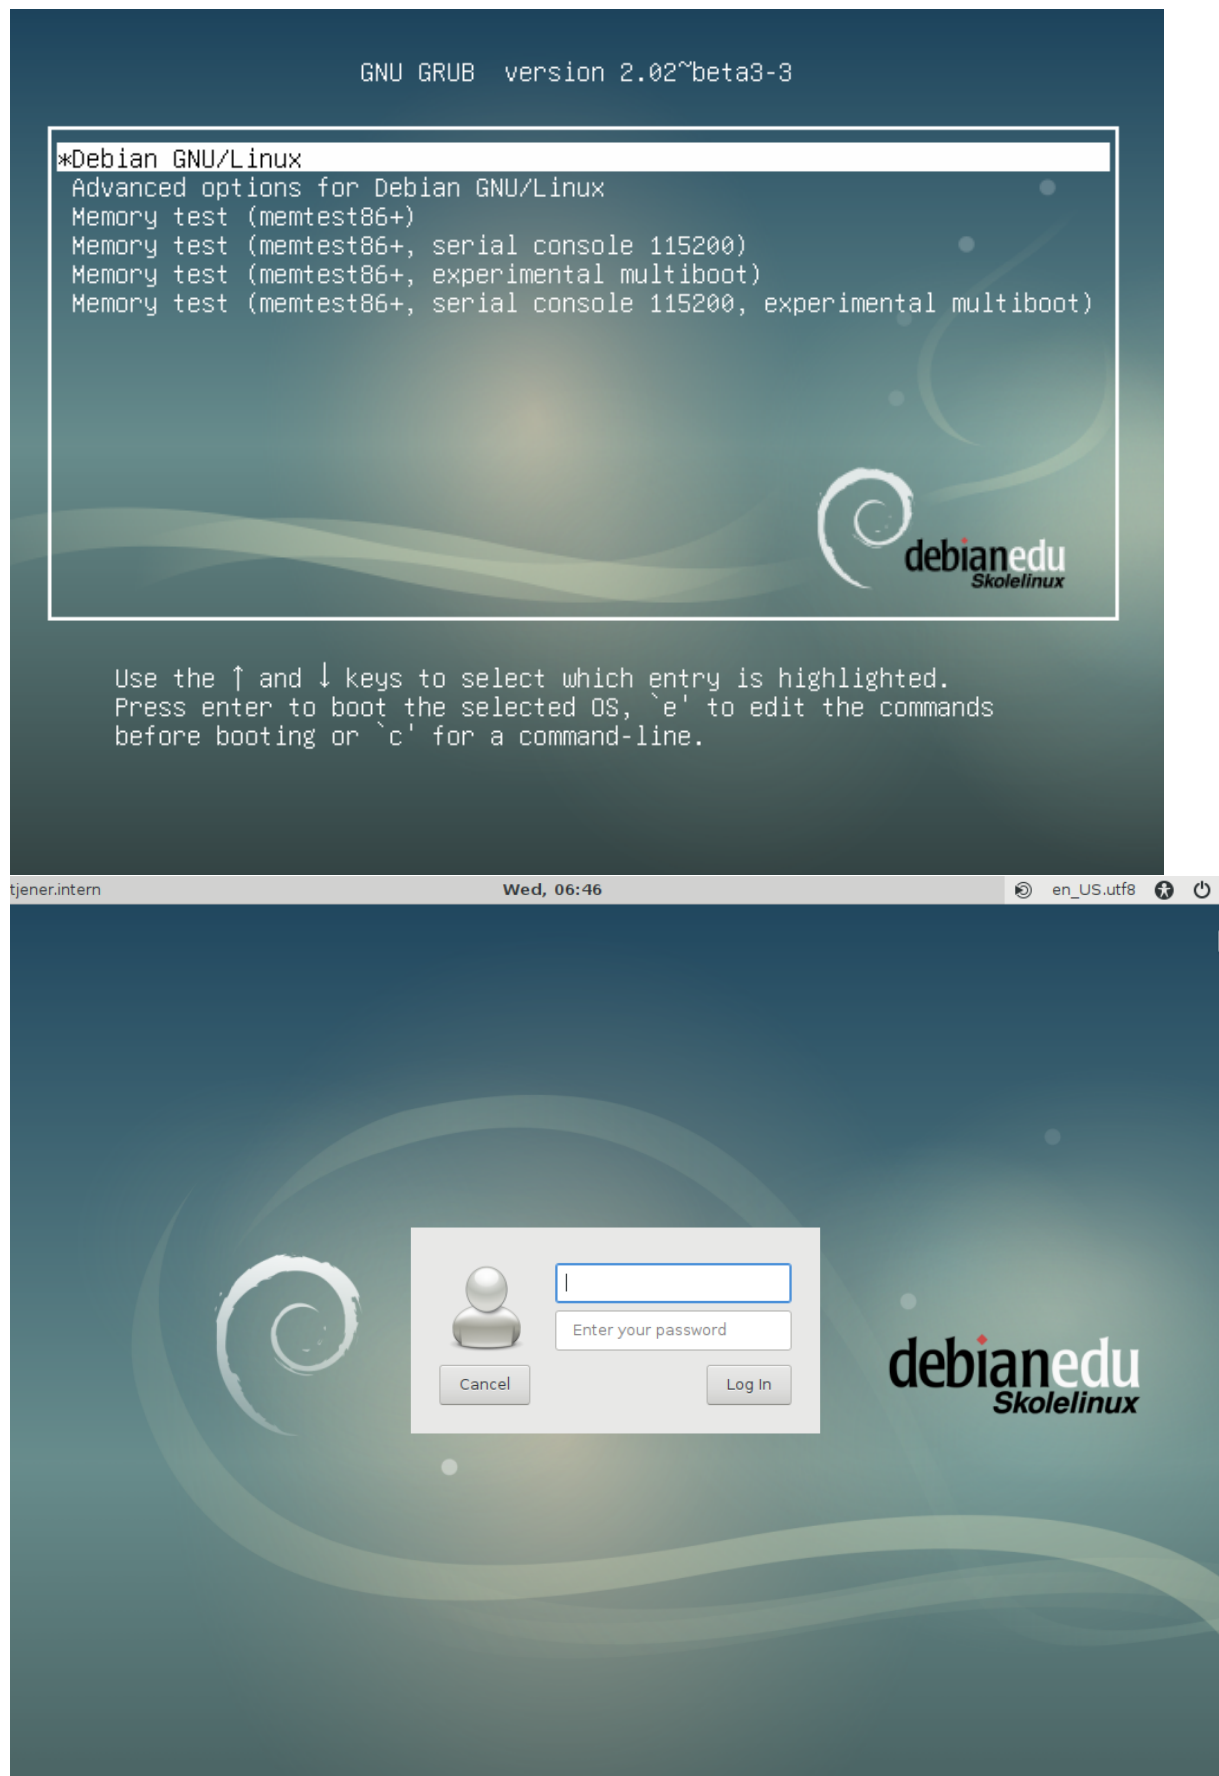 GNU GRUB  version 2.02~beta3-3
*Debian GNU/Linux
Advanced options for Debian GNU/Linux
Memory test (memtest86+)
Memory test (memtest86+, serial console 115200)
Memory test (memtest86+, experimental multiboot)
Memory test (memtest86+, serial console 115200, experimental multiboot)
debianedu
Skolelinux
Use the ↑ and ↓ keys to select which entry is highlighted.
Press enter to boot the selected OS, `e' to edit the commands
before booting or `c' for a command-line.
tjener.intern Wed, 06:46 en_US.utf8
Enter your password
Cancel Log In
debianedu
Skolelinux